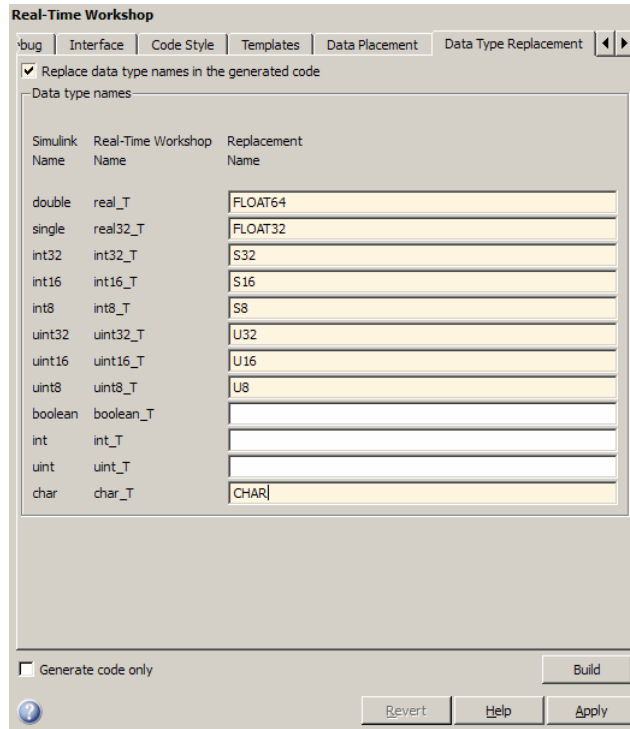 Real-Time Workshop
bug Interface Code Style Templates Data Placement Data Type Replacement
Replace data type names in the generated code
Data type names
Simulink Real-Time Workshop Replacement
Name Name Name
double real_T FLOAT64
single real32_T FLOAT32
int32 int32_T S32
int16 int16_T S16
int8 int8_T S8
uint32 uint32_T U32
uint16 uint16_T U16
uint8 uint8_T U8
boolean boolean_T
int int_T
uint uint_T
char char_T CHAR
Generate code only Build
Revert Help Apply